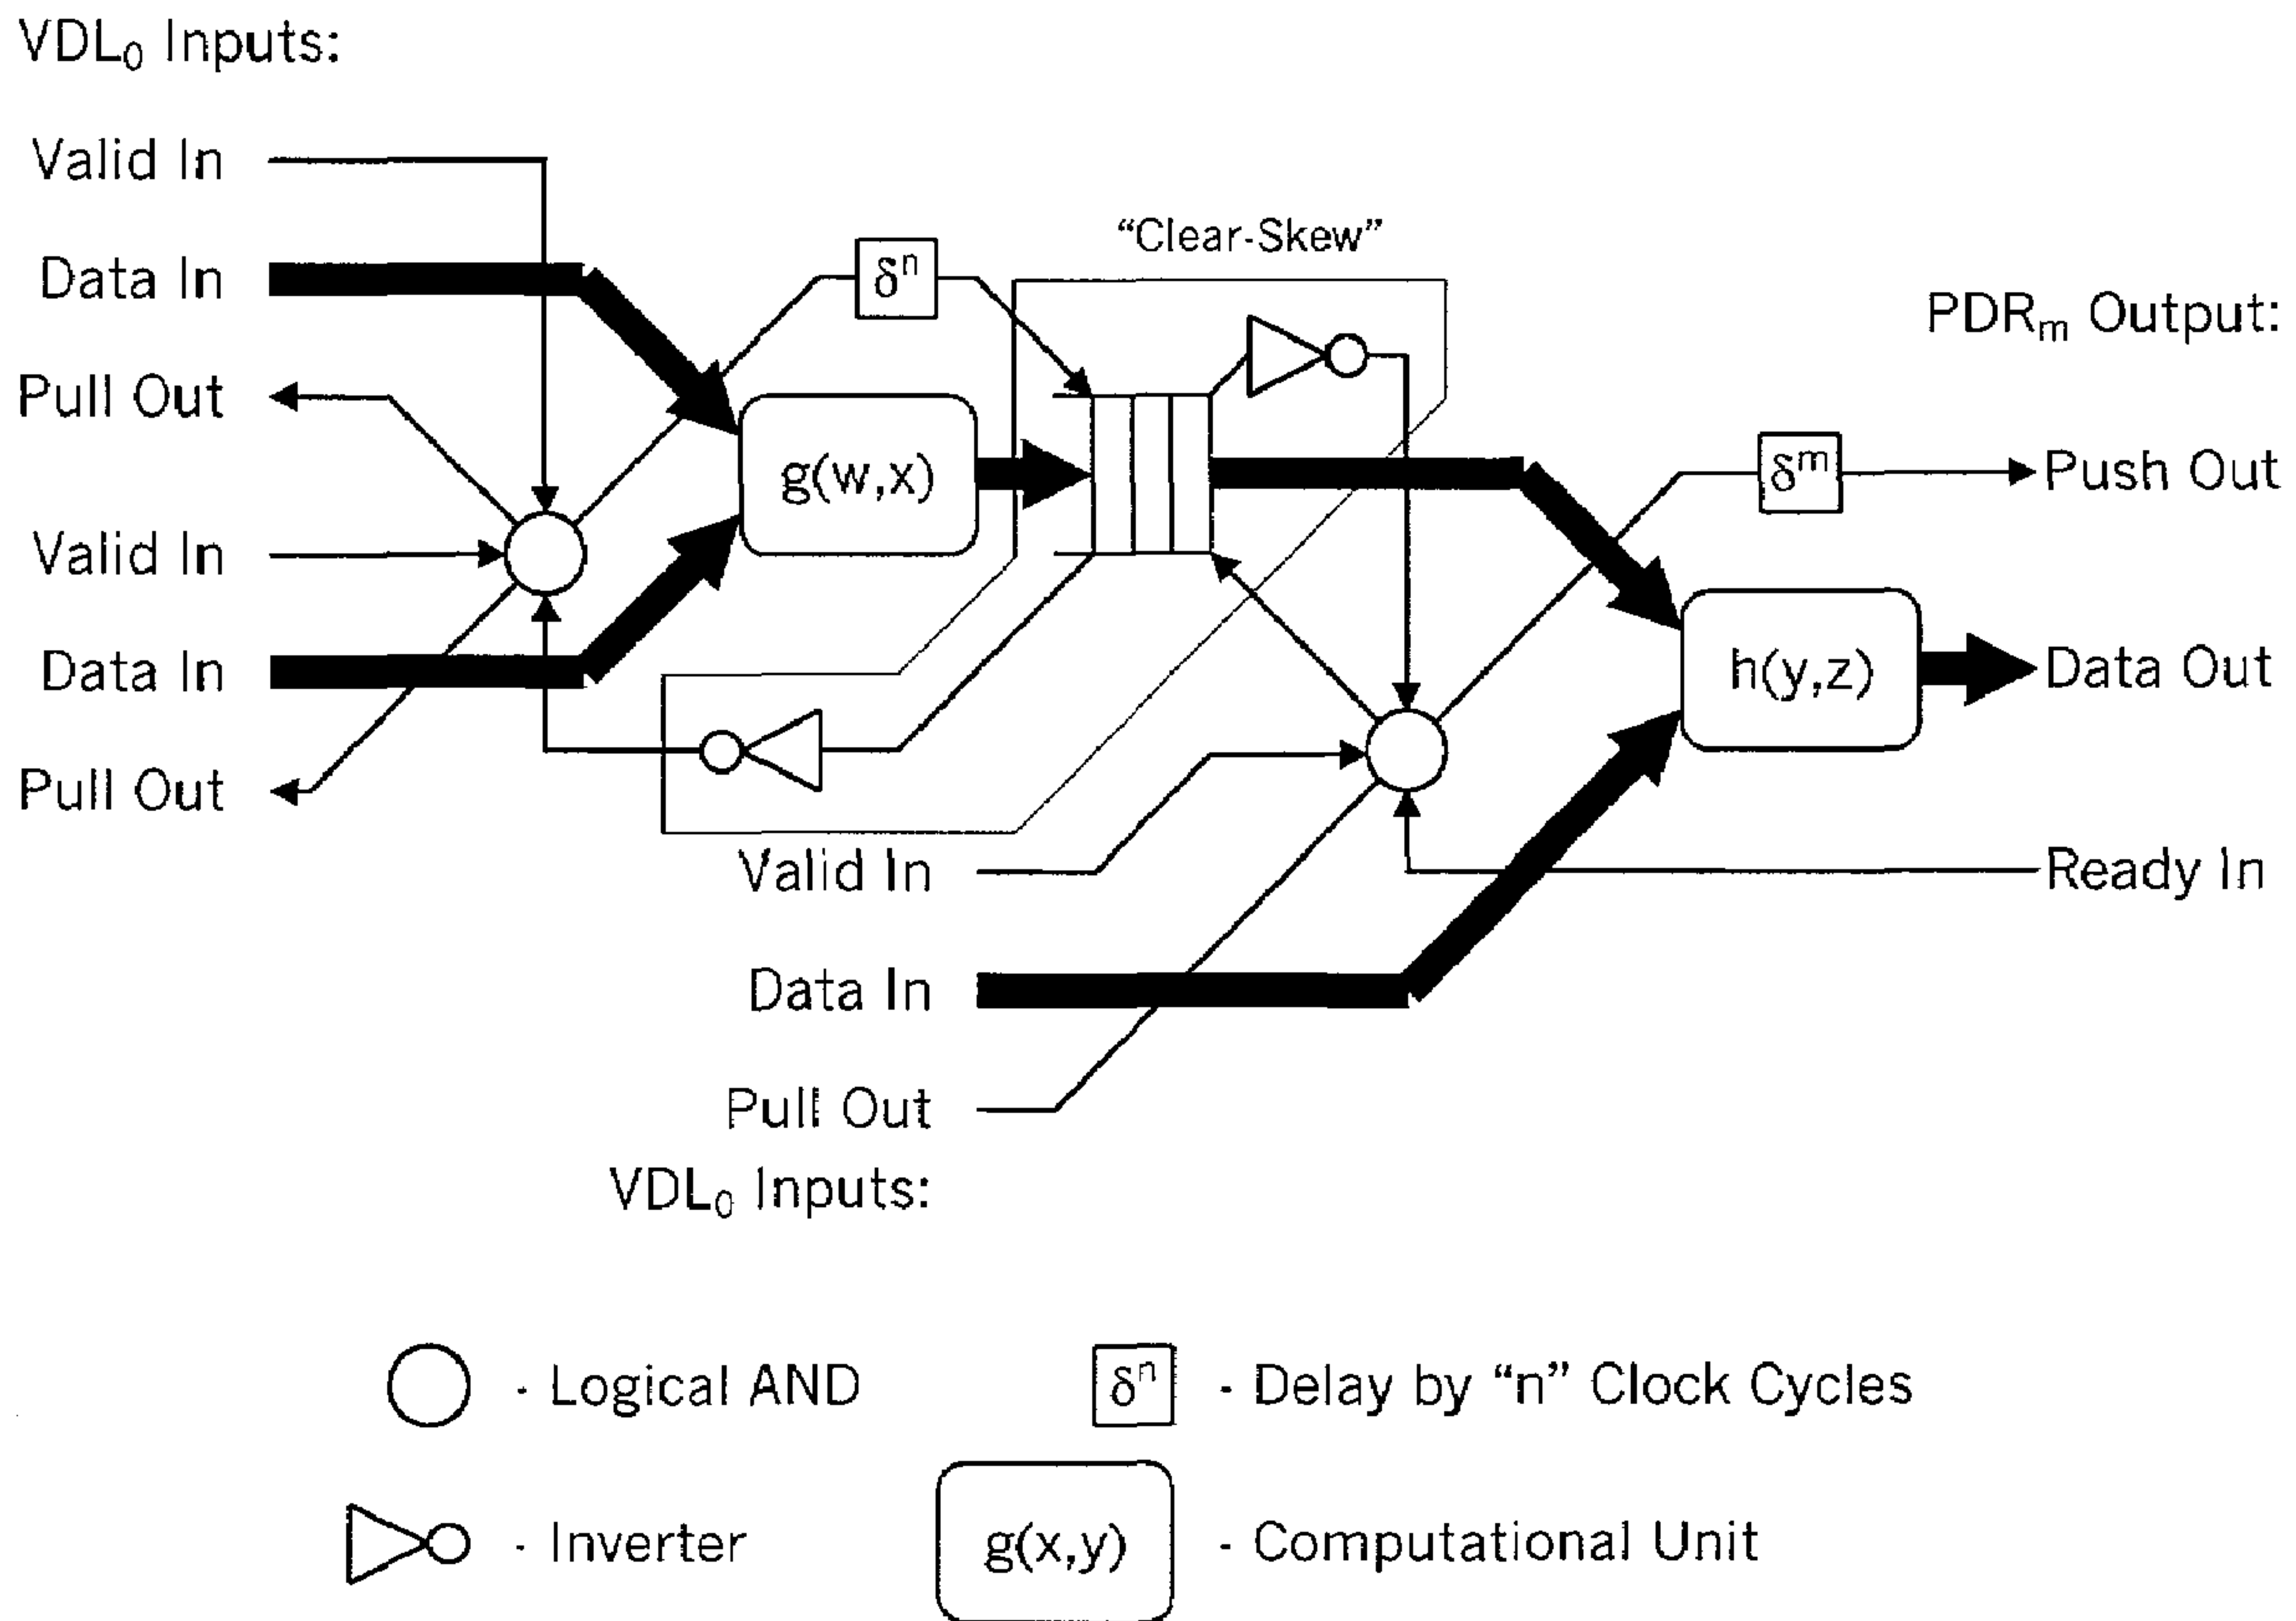 VDL₀ Inputs:
Valid In
Data In
Pull Out
Valid In
Data In
Pull Out
δⁿ
"Clear-Skew"
g(w,x)
PDRₘ Output:
δᵐ
Push Out
h(y,z)
Data Out
Ready In
Valid In
Data In
Pull Out
VDL₀ Inputs:
- Logical AND
δⁿ - Delay by “n” Clock Cycles
- Inverter
g(x,y) - Computational Unit